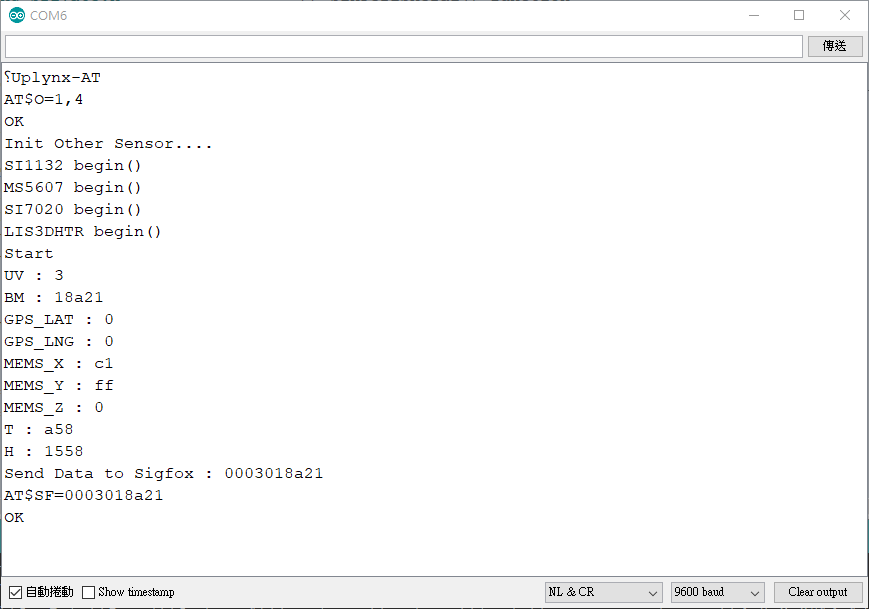 COM6
傳送
⸮Uplynx-AT
AT$O=1,4
OK
Init Other Sensor....
SI1132 begin()
MS5607 begin()
SI7020 begin()
LIS3DHTR begin()
Start
UV : 3
BM : 18a21
GPS_LAT : 0
GPS_LNG : 0
MEMS_X : c1
MEMS_Y : ff
MEMS_Z : 0
T : a58
H : 1558
Send Data to Sigfox : 0003018a21
AT$SF=0003018a21
OK
自動捲動 Show timestamp NL & CR 9600 baud Clear output